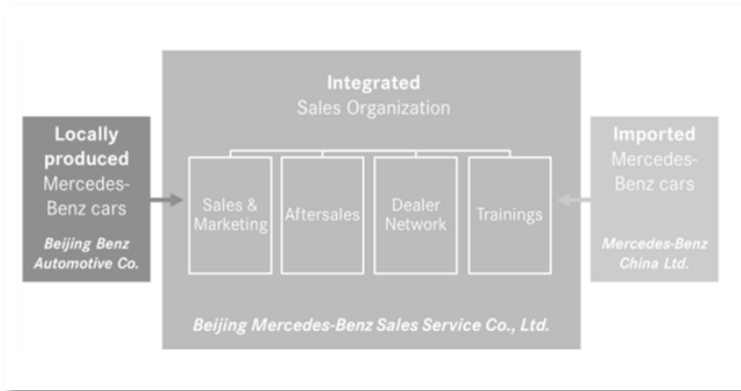 Integrated
Sales Organization
Locally
produced
Mercedes-
Benz cars
Beijing Benz
Automotive Co.
Sales &
Marketing
Aftersales
Dealer
Network
Trainings
Imported
Mercedes-
Benz cars
Mercedes-Benz
China Ltd.
Beijing Mercedes-Benz Sales Service Co., Ltd.